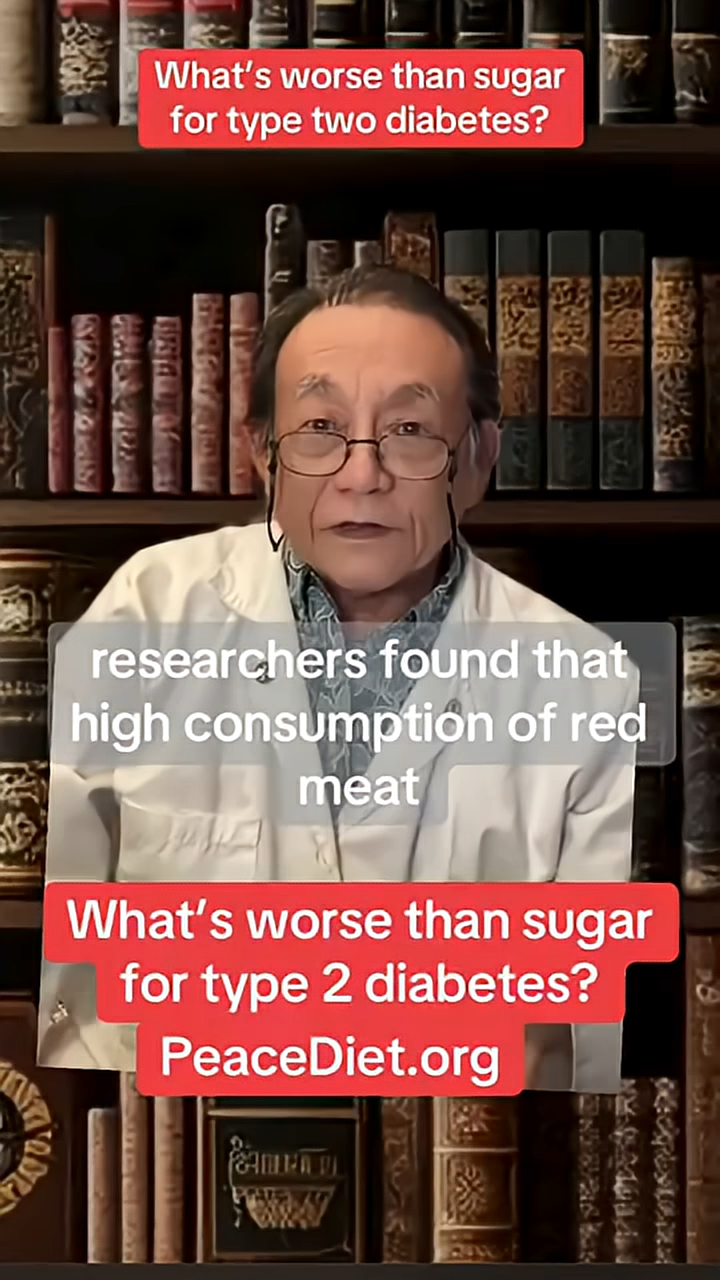 What's worse than sugar
for type two diabetes?
researchers found that
high consumption of red
meat
What's worse than sugar
for type 2 diabetes?
PeaceDiet.org